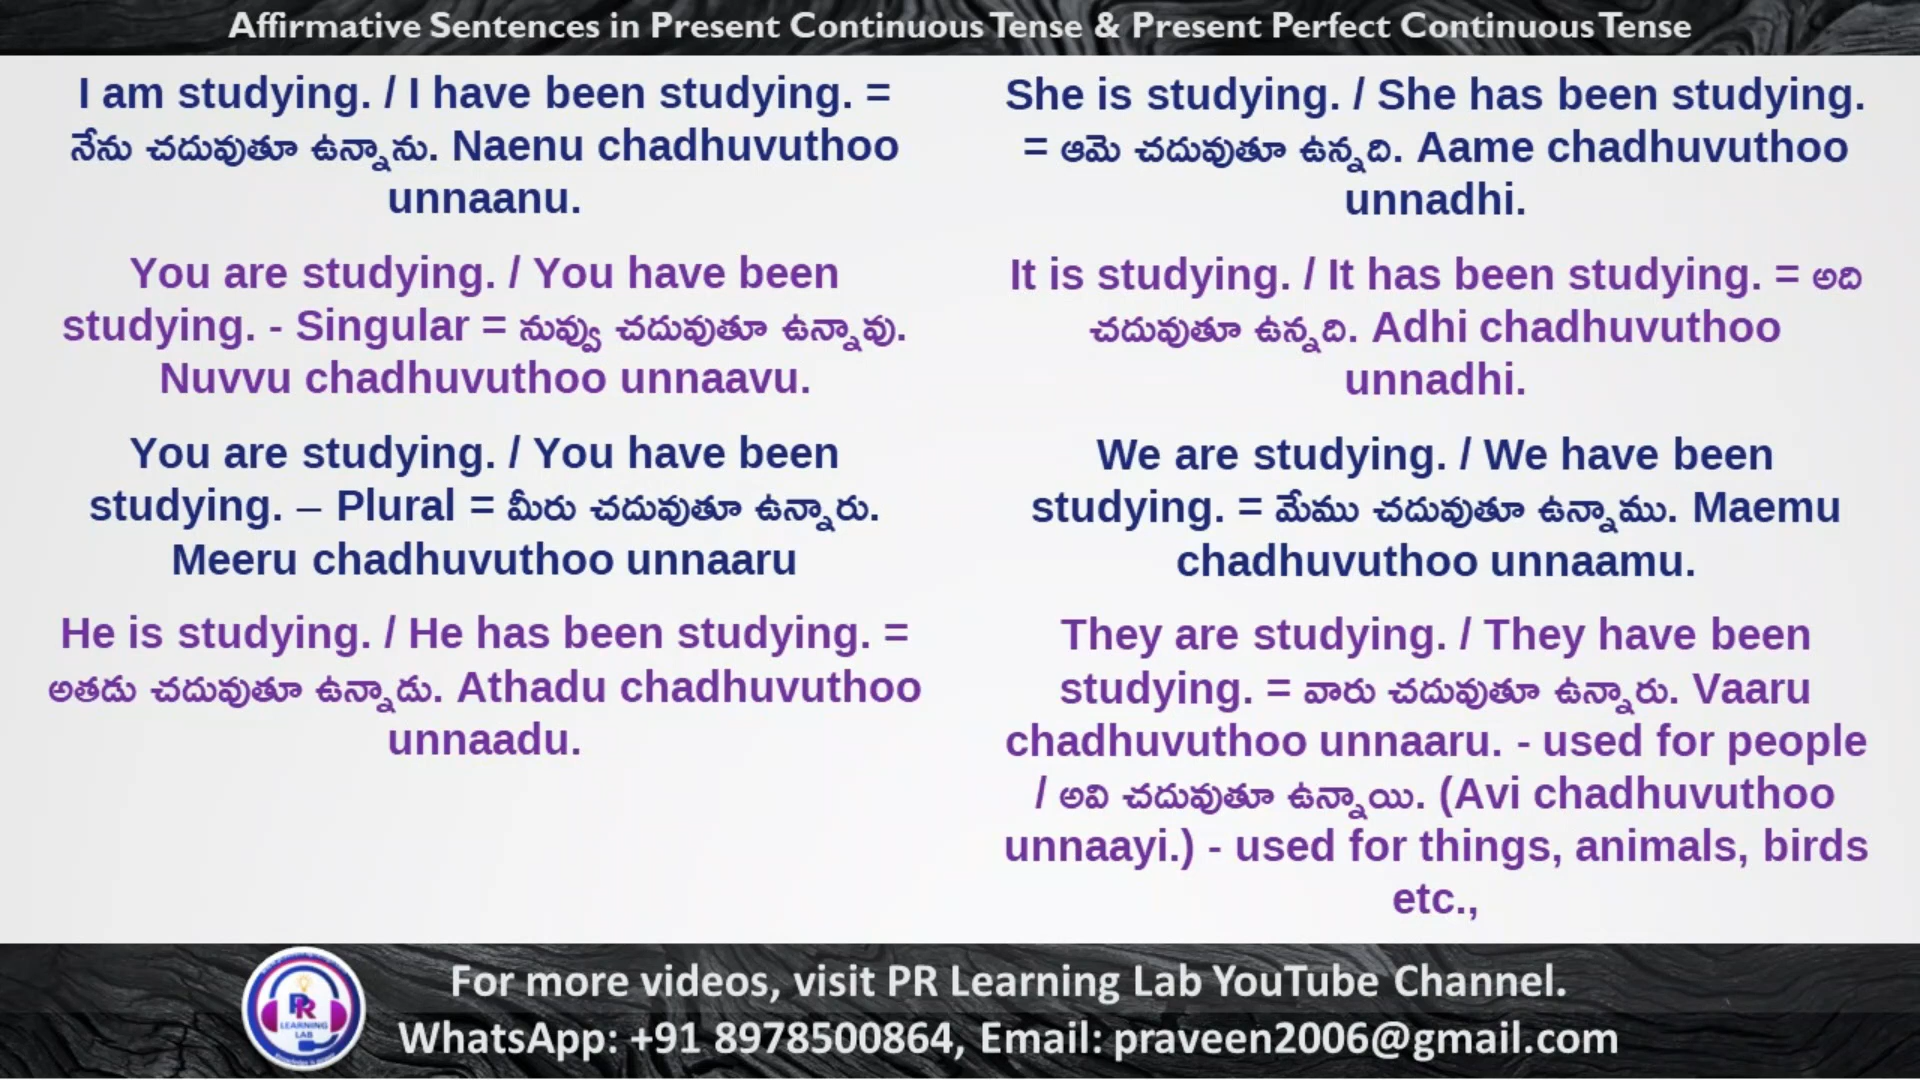 Affirmative Sentences in Present Continuous Tense & Present Perfect Continuous Tense
I am studying. / I have been studying. =
నేను చదువుతూ ఉన్నాను. Naenu chadhuvuthoo
unnaanu.
You are studying. / You have been
studying. - Singular = నువ్వు చదువుతూ ఉన్నావు.
Nuvvu chadhuvuthoo unnaavu.
You are studying. / You have been
studying. – Plural = మీరు చదువుతూ ఉన్నారు.
Meeru chadhuvuthoo unnaaru
He is studying. / He has been studying. =
అతడు చదువుతూ ఉన్నాడు. Athadu chadhuvuthoo
unnaadu.
She is studying. / She has been studying.
= ఆమె చదువుతూ ఉన్నది. Aame chadhuvuthoo
unnadhi.
It is studying. / It has been studying. = అది
చదువుతూ ఉన్నది. Adhi chadhuvuthoo
unnadhi.
We are studying. / We have been
studying. = మేము చదువుతూ ఉన్నాము. Maemu
chadhuvuthoo unnaamu.
They are studying. / They have been
studying. = వారు చదువుతూ ఉన్నారు. Vaaru
chadhuvuthoo unnaaru. - used for people
/ అవి చదువుతూ ఉన్నాయి. (Avi chadhuvuthoo
unnaayi.) - used for things, animals, birds
etc.,
PR
LEARNING
LAB
For more videos, visit PR Learning Lab YouTube Channel.
WhatsApp: +91 8978500864, Email: praveen2006@gmail.com